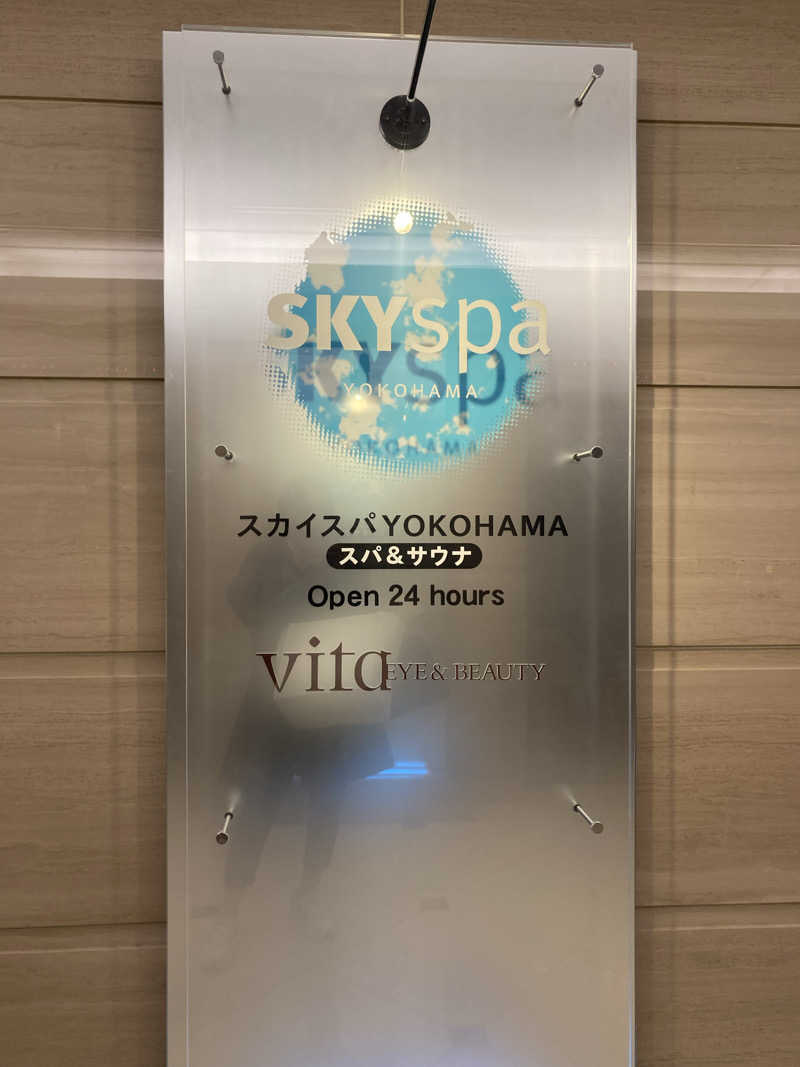 SKYspa
YOKOHAMA
スカイスパYOKOHAMA
スパ&サウナ
Open 24 hours
vita EYE & BEAUTY